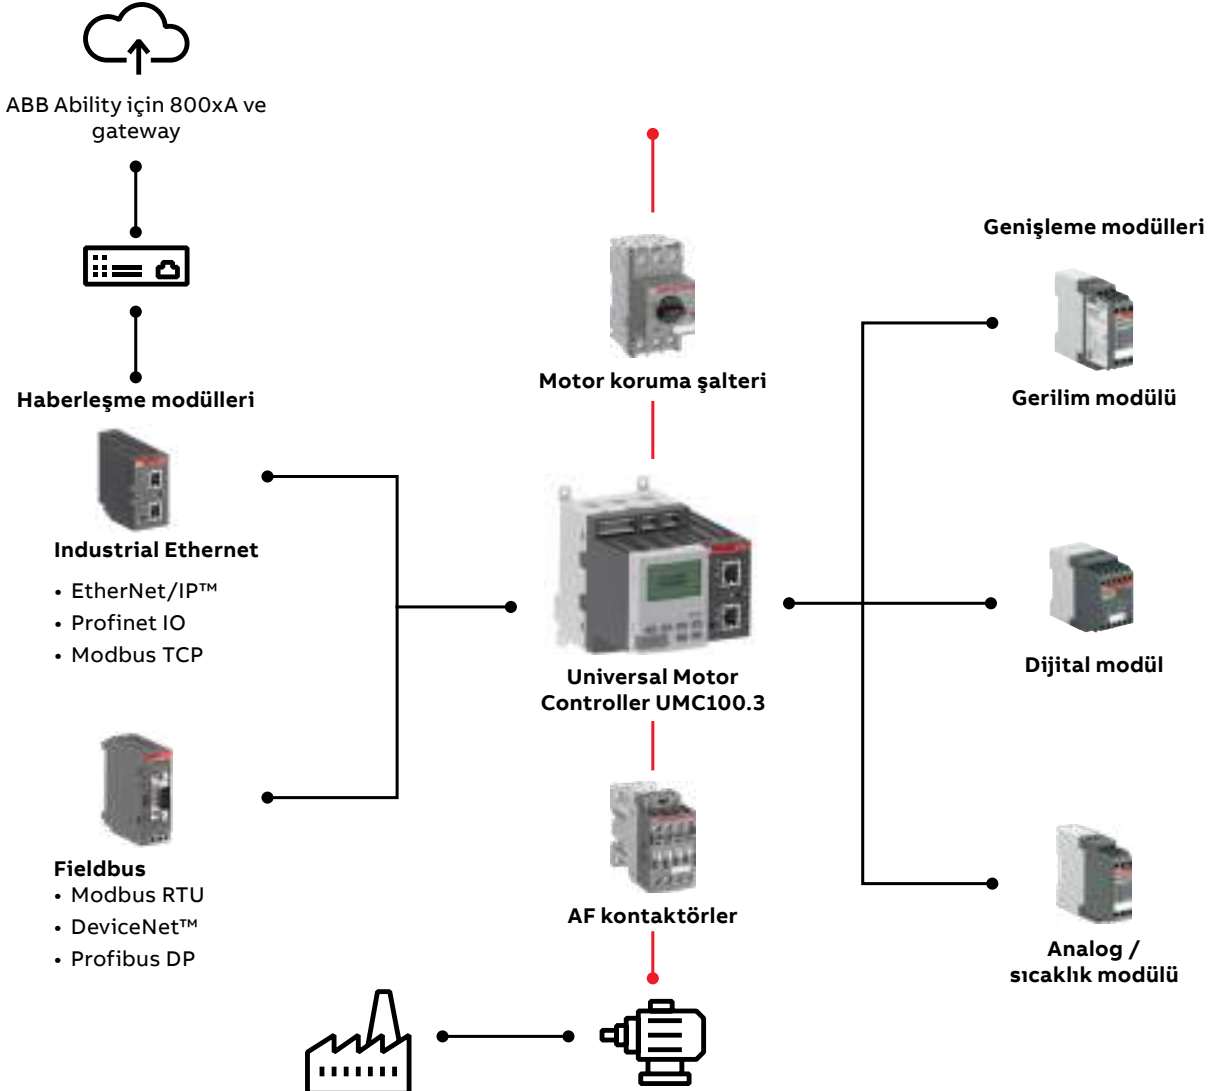 ABB Ability için 800xA ve
gateway
Haberleşme modülleri
Industrial Ethernet
• EtherNet/IP™
• Profinet IO
• Modbus TCP
Fieldbus
• Modbus RTU
• DeviceNet™
• Profibus DP
Motor koruma şalteri
Universal Motor
Controller UMC100.3
AF kontaktörler
Genişleme modülleri
Gerilim modülü
Dijital modül
Analog /
sıcaklık modülü